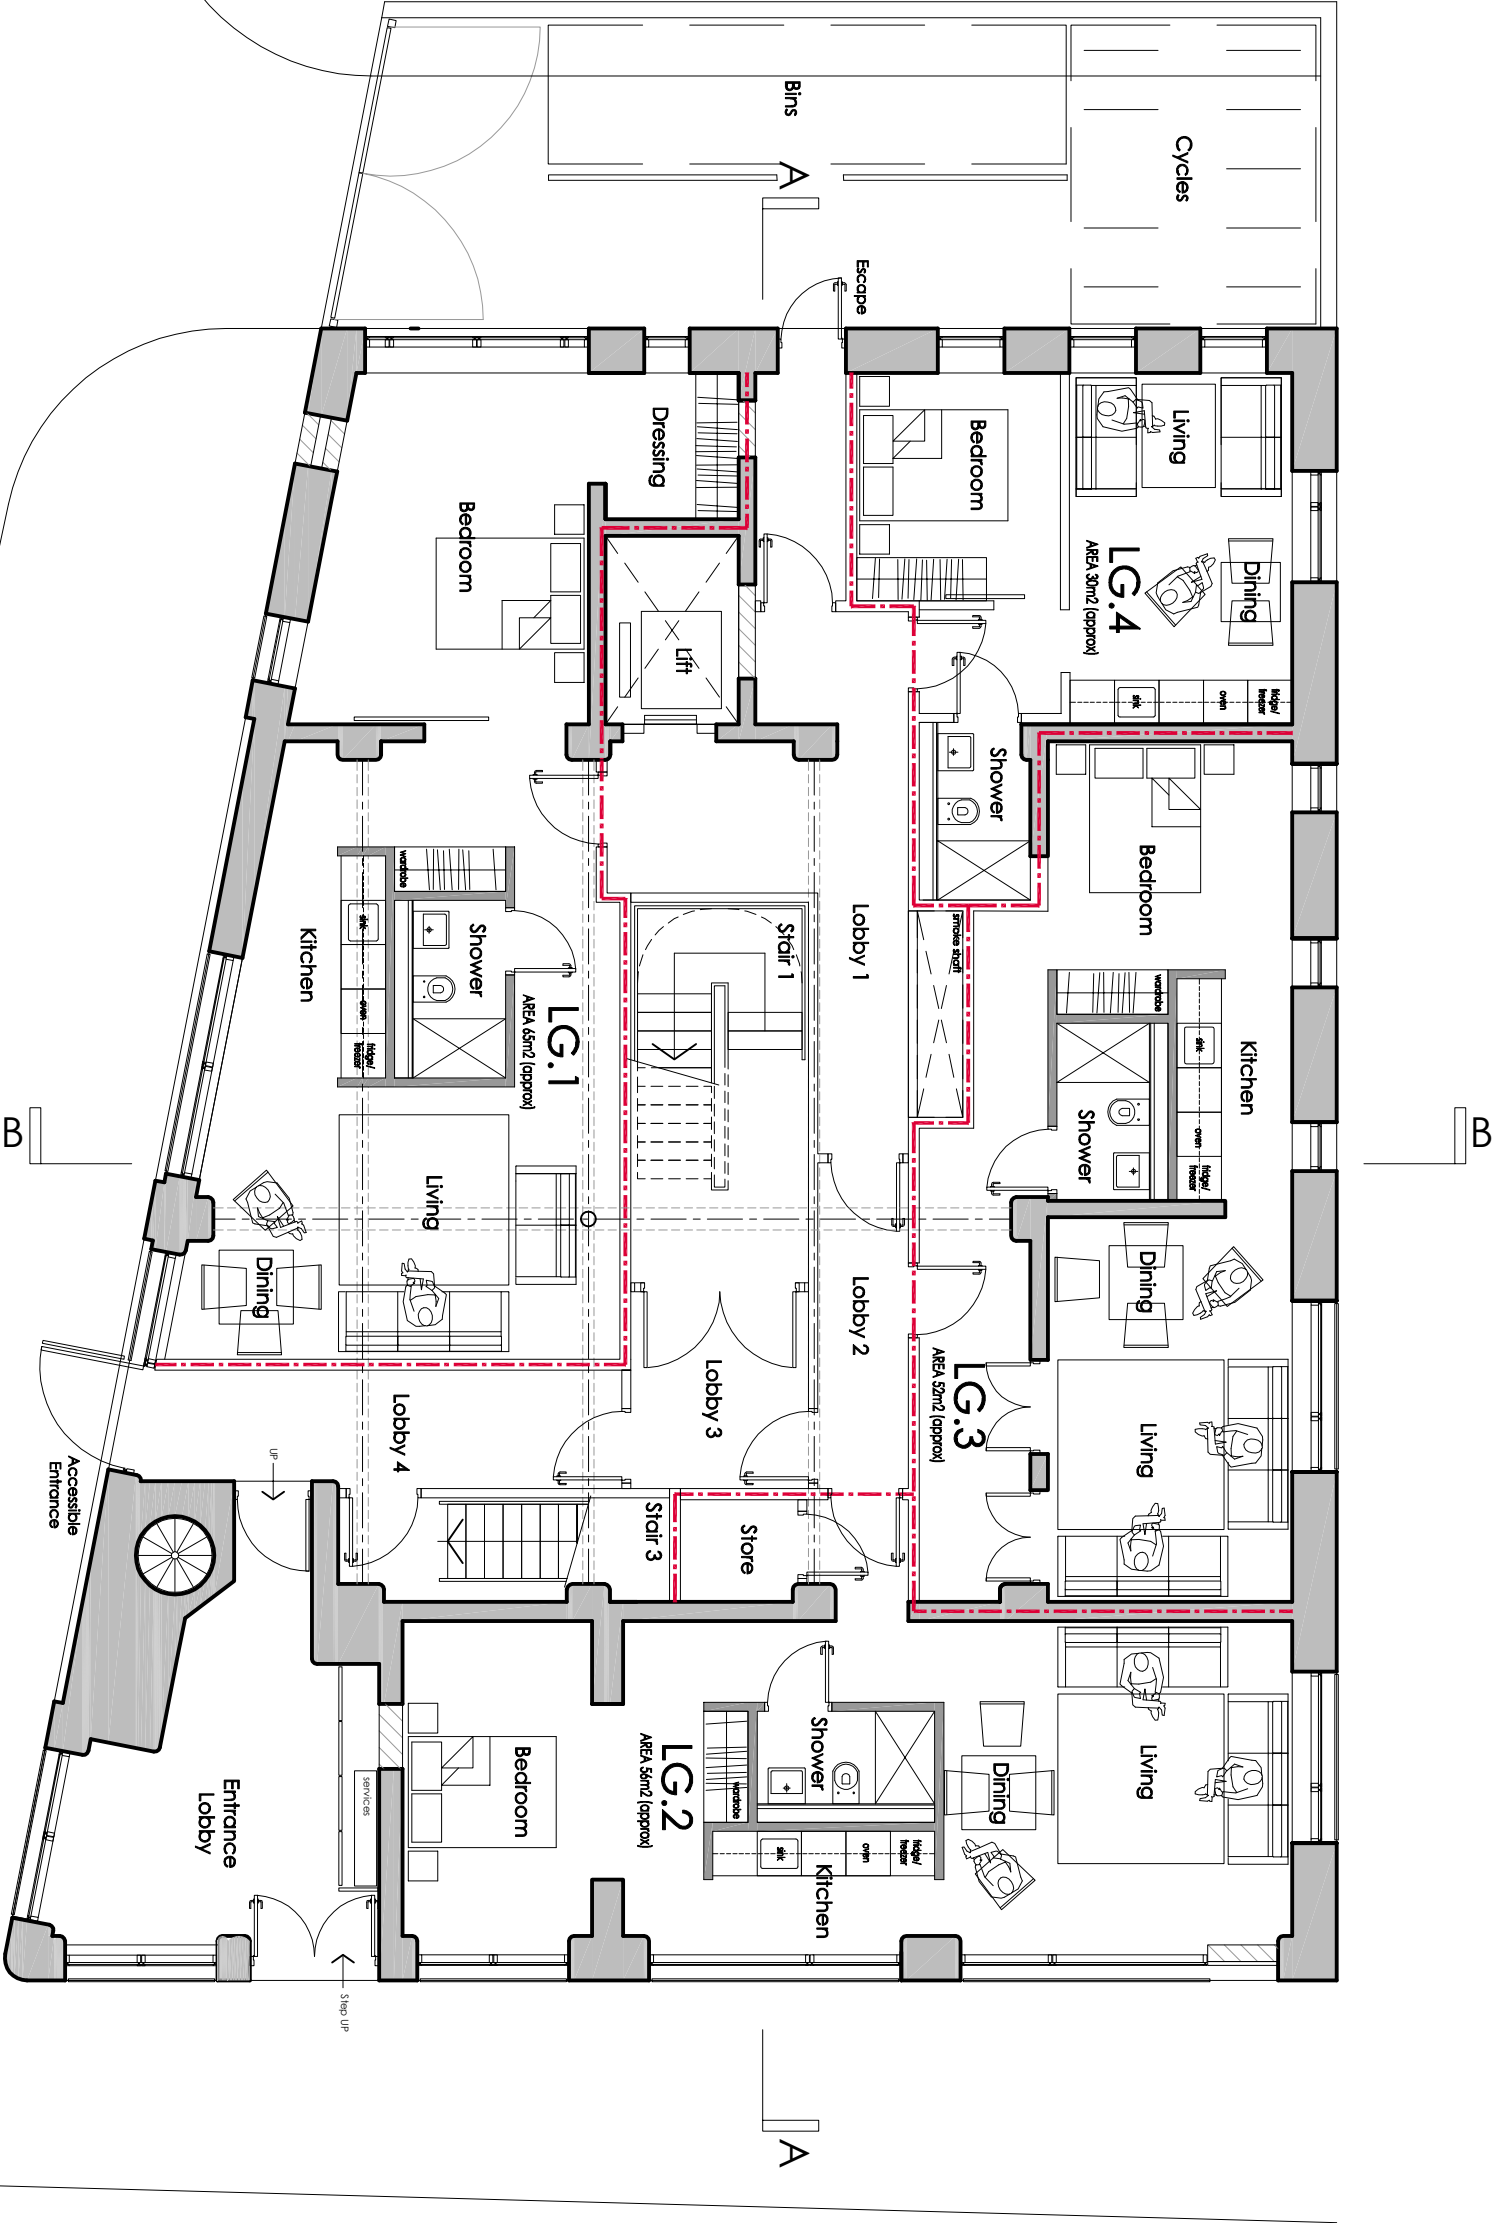 Cycles
Bins
A
Escape
Living
Dining
LG.4
AREA 30m2 (approx)
Bedroom
fridge/
freezer
oven
sink
Shower
Dressing
Bedroom
Lift
Bedroom
wardrobe
Kitchen
sink
oven
fridge/
freezer
Shower
smoke shaft
Lobby 1
Stair 1
wardrobe
Shower
LG.1
AREA 65m2 (approx)
sink
oven
fridge/
freezer
Kitchen
B
B
Living
Dining
Dining
Living
LG.3
AREA 52m2 (approx)
Lobby 2
Lobby 3
Lobby 4
Stair 3
Store
UP
Accessible
Entrance
Living
Dining
Shower
LG.2
AREA 56m2 (approx)
wardrobe
fridge/
freezer
oven
sink
Kitchen
Bedroom
services
Entrance
Lobby
Step UP
A